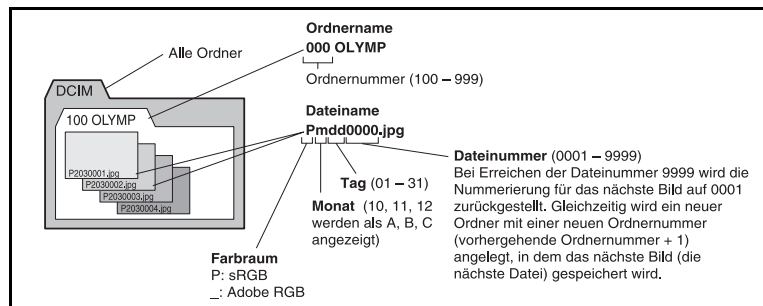 Alle Ordner
DCIM
100 OLYMP
P2030001.jpg
P2030002.jpg
P2030003.jpg
P2030004.jpg
Ordnername
000 OLYMP
Ordnernummer (100 – 999)
Dateiname
Pmdd0000.jpg
Farbraum
P: sRGB
_: Adobe RGB
Monat (10, 11, 12
werden als A, B, C
angezeigt)
Tag (01 – 31)
Dateinummer (0001 – 9999)
Bei Erreichen der Dateinummer 9999 wird die
Nummerierung für das nächste Bild auf 0001
zurückgestellt. Gleichzeitig wird ein neuer
Ordner mit einer neuen Ordnernummer
(vorhergehende Ordnernummer + 1)
angelegt, in dem das nächste Bild (die
nächste Datei) gespeichert wird.